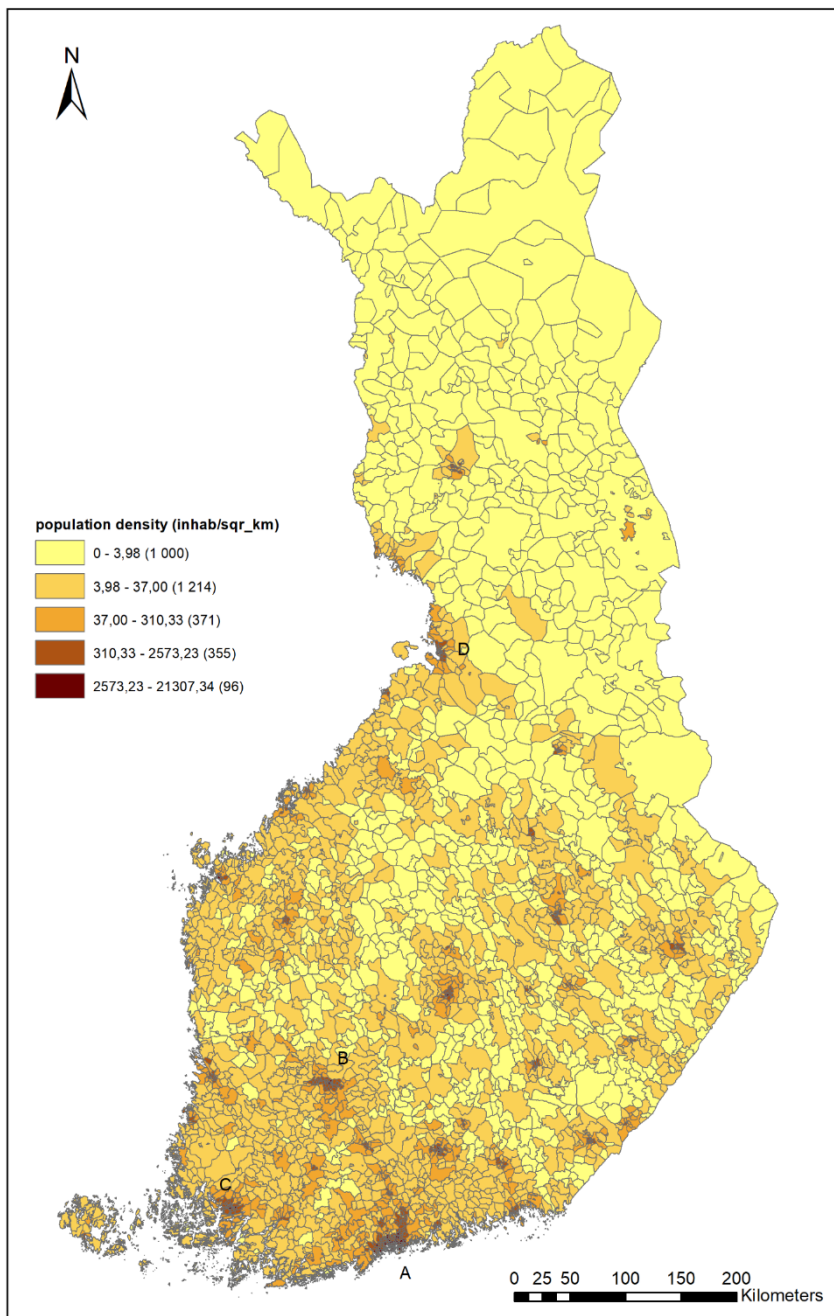 N
population density (inhab/sqr_km)
0 - 3,98 (1 000)
3,98 - 37,00 (1 214)
37,00 - 310,33 (371)
310,33 - 2573,23 (355)
2573,23 - 21307,34 (96)
D
B
C
A
0 25 50 100 150 200
Kilometers